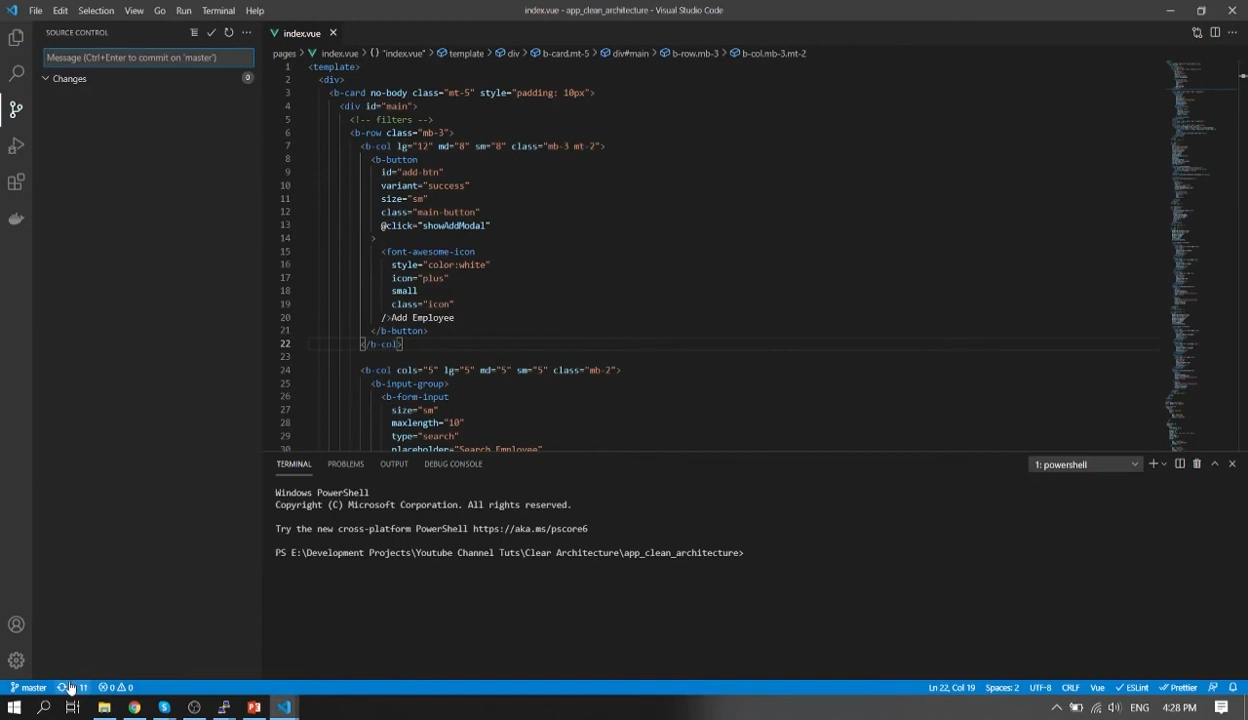 File Edit Selection View Go Run Terminal Help
index.vue - app_clean_architecture - Visual Studio Code
SOURCE CONTROL
Message (Ctrl+Enter to commit on 'master')
Changes
0
index.vue
pages > index.vue > {} "index.vue" > template > div > b-card.mt-5 > div#main > b-row.mb-3 > b-col.mb-3.mt-2
1 <template>
2 <div>
3 <b-card no-body class="mt-5" style="padding: 10px">
4 <div id="main">
5 <!-- filters -->
6 <b-row class="mb-3">
7 <b-col lg="12" md="8" sm="8" class="mb-3 mt-2">
8 <b-button
9 id="add-btn"
10 variant="success"
11 size="sm"
12 class="main-button"
13 @click="showAddModal"
14 >
15 <font-awesome-icon
16 style="color:white"
17 icon="plus"
18 small
19 class="icon"
20 />Add Employee
21 </b-button>
22 </b-col>
23
24 <b-col cols="5" lg="5" md="5" sm="5" class="mb-2">
25 <b-input-group>
26 <b-form-input
27 size="sm"
28 maxlength="10"
29 type="search"
30 placeholder="Search Employee"
TERMINAL PROBLEMS OUTPUT DEBUG CONSOLE
1: powershell
Windows PowerShell
Copyright (C) Microsoft Corporation. All rights reserved.
Try the new cross-platform PowerShell https://aka.ms/pscore6
PS E:\Development Projects\Youtube Channel Tuts\Clear Architecture\app_clean_architecture>
master
0 0
Ln 22, Col 19 Spaces: 2 UTF-8 CRLF Vue ESLint Prettier
ENG 4:28 PM